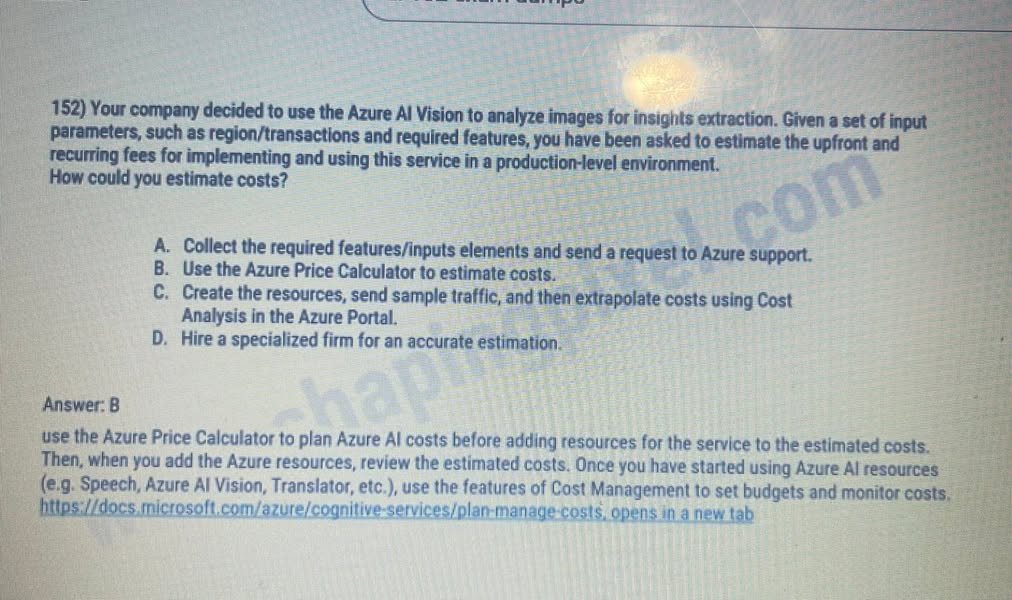 152) Your company decided to use the Azure AI Vision to analyze images for insights extraction. Given a set of input
parameters, such as region/transactions and required features, you have been asked to estimate the upfront and
recurring fees for implementing and using this service in a production-level environment.
How could you estimate costs?
A. Collect the required features/inputs elements and send a request to Azure support.
B. Use the Azure Price Calculator to estimate costs.
C. Create the resources, send sample traffic, and then extrapolate costs using Cost
Analysis in the Azure Portal.
D. Hire a specialized firm for an accurate estimation.
Answer: B
use the Azure Price Calculator to plan Azure AI costs before adding resources for the service to the estimated costs.
Then, when you add the Azure resources, review the estimated costs. Once you have started using Azure AI resources
(e.g. Speech, Azure AI Vision, Translator, etc.), use the features of Cost Management to set budgets and monitor costs.
https://docs.microsoft.com/azure/cognitive-services/plan-manage-costs, opens in a new tab